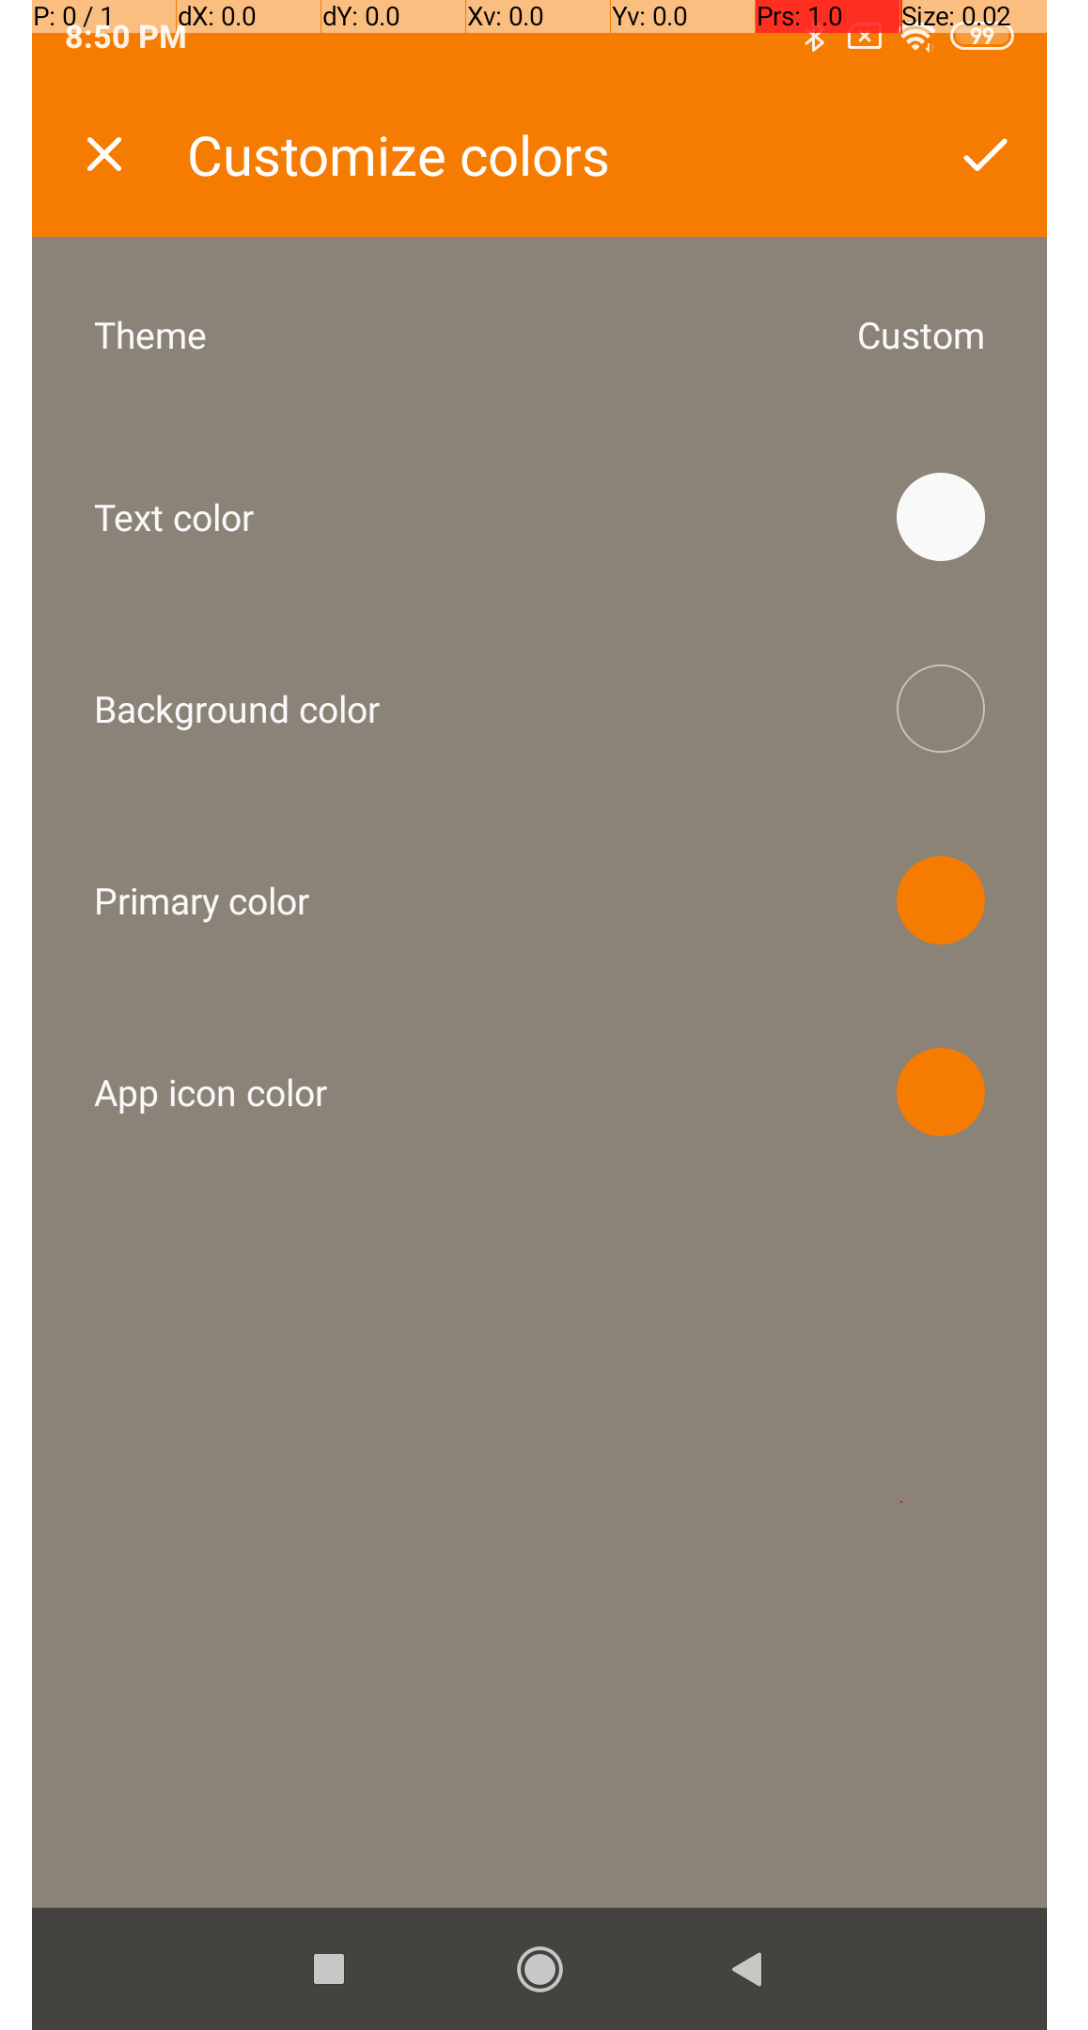 P: 0 / 1 dX: 0.0 dY: 0.0 Xv: 0.0 Yv: 0.0 Prs: 1.0 Size: 0.02
8:50 PM 99
Customize colors
Theme Custom
Text color
Background color
Primary color
App icon color